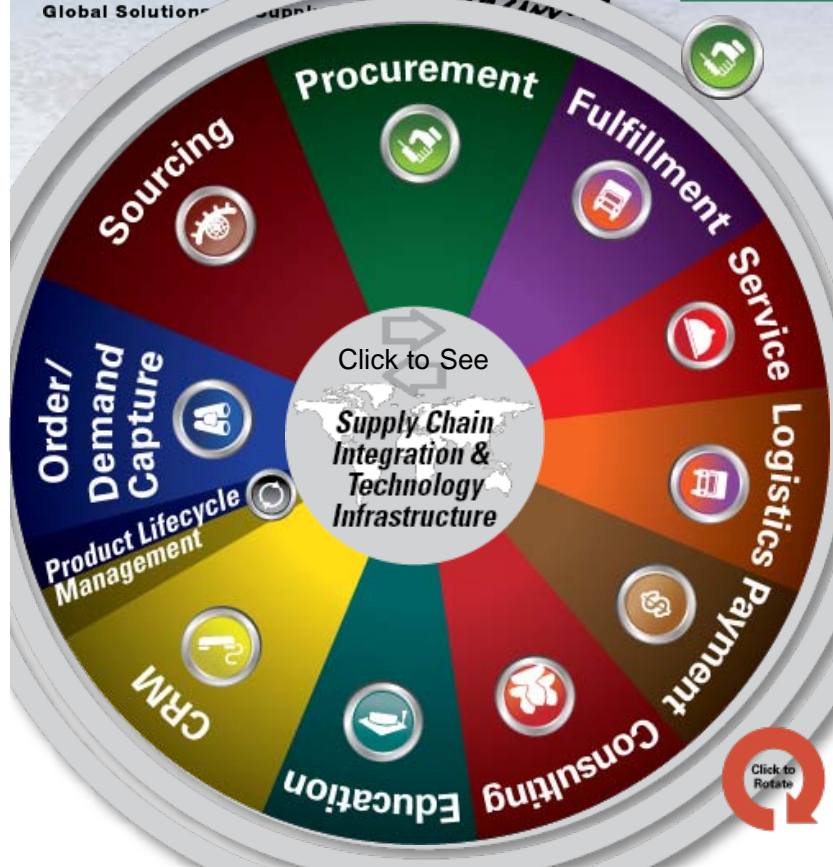 Global Solutions
Procurement
Fulfillment
Service
Logistics
Payment
Consulting
Education
CRM
Product Lifecycle
Management
Order/
Demand
Capture
Sourcing
Click to See
Supply Chain
Integration &
Technology
Infrastructure
Click to
Rotate